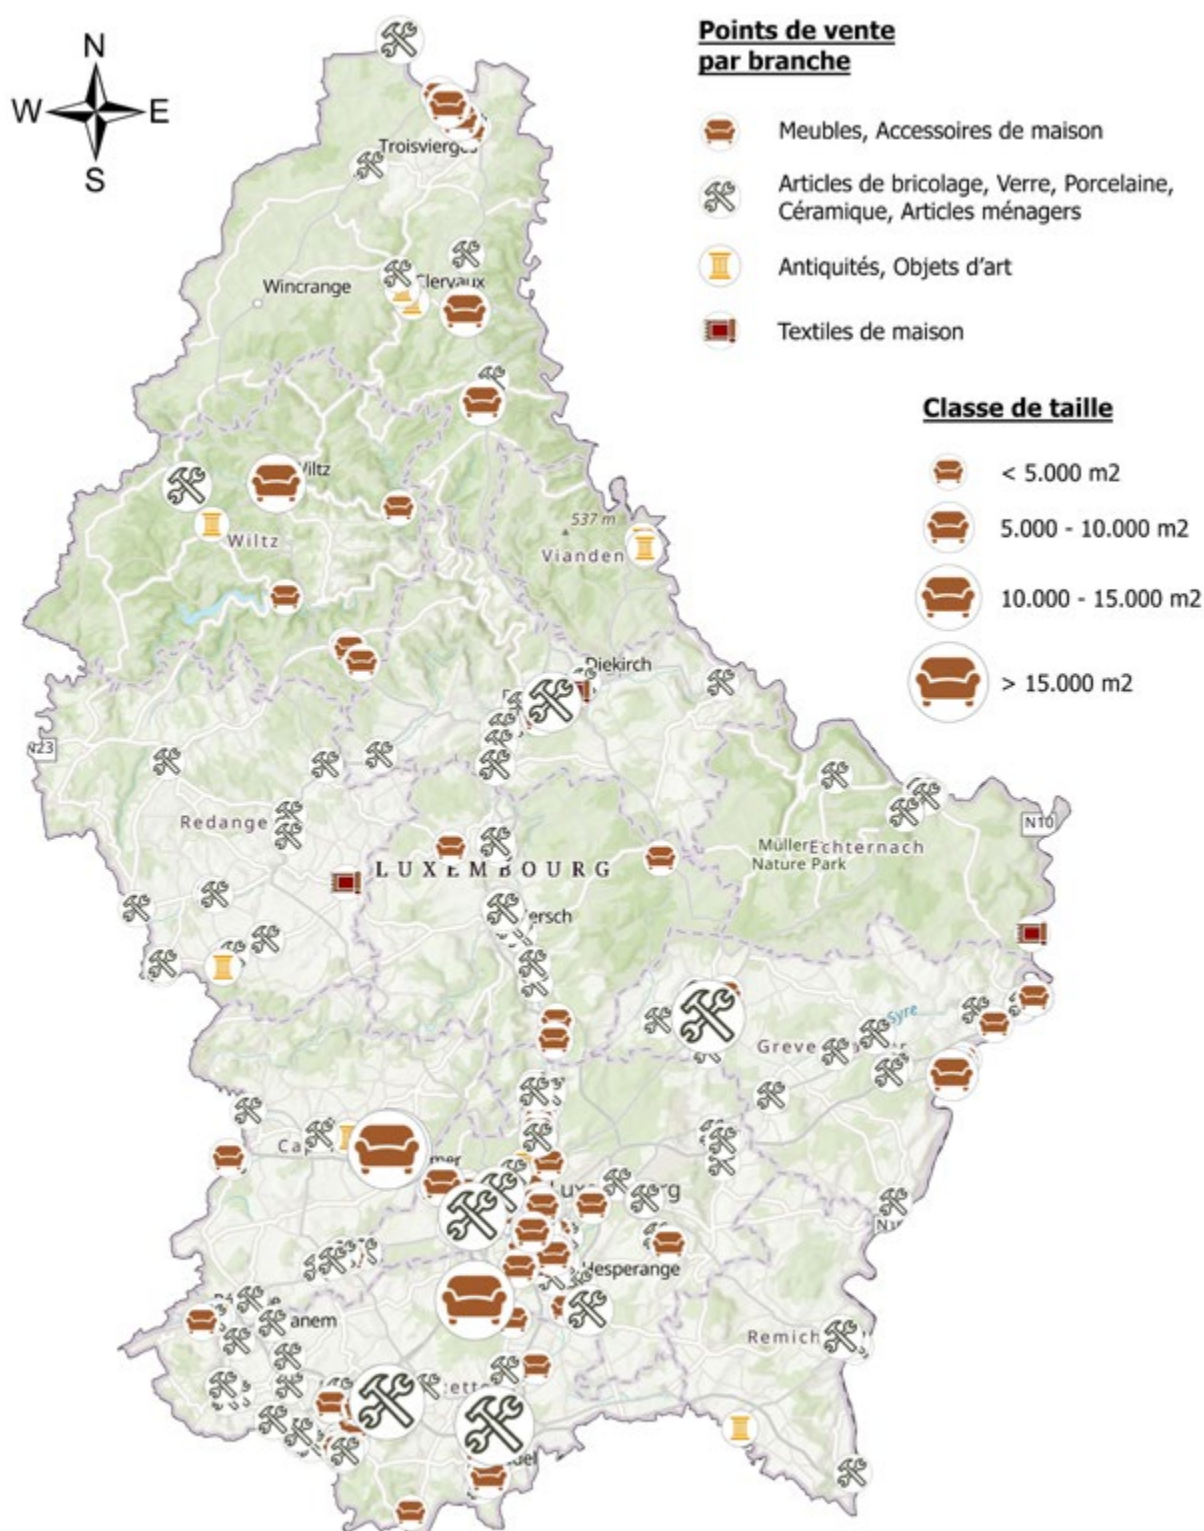 N
W E
S
Points de vente
par branche
Meubles, Accessoires de maison
Articles de bricolage, Verre, Porcelaine,
Céramique, Articles ménagers
Antiquités, Objets d'art
Textiles de maison
Classe de taille
< 5.000 m2
5.000 - 10.000 m2
10.000 - 15.000 m2
> 15.000 m2
Troisvierges
Clervaux
Wincrange
Wiltz
537 m
Wiltz
Vianden
Diekirch
N23
N10
Redange
Müller
Echternach
Nature Park
LUXEMBOURG
Syre
Hesperange
Remich